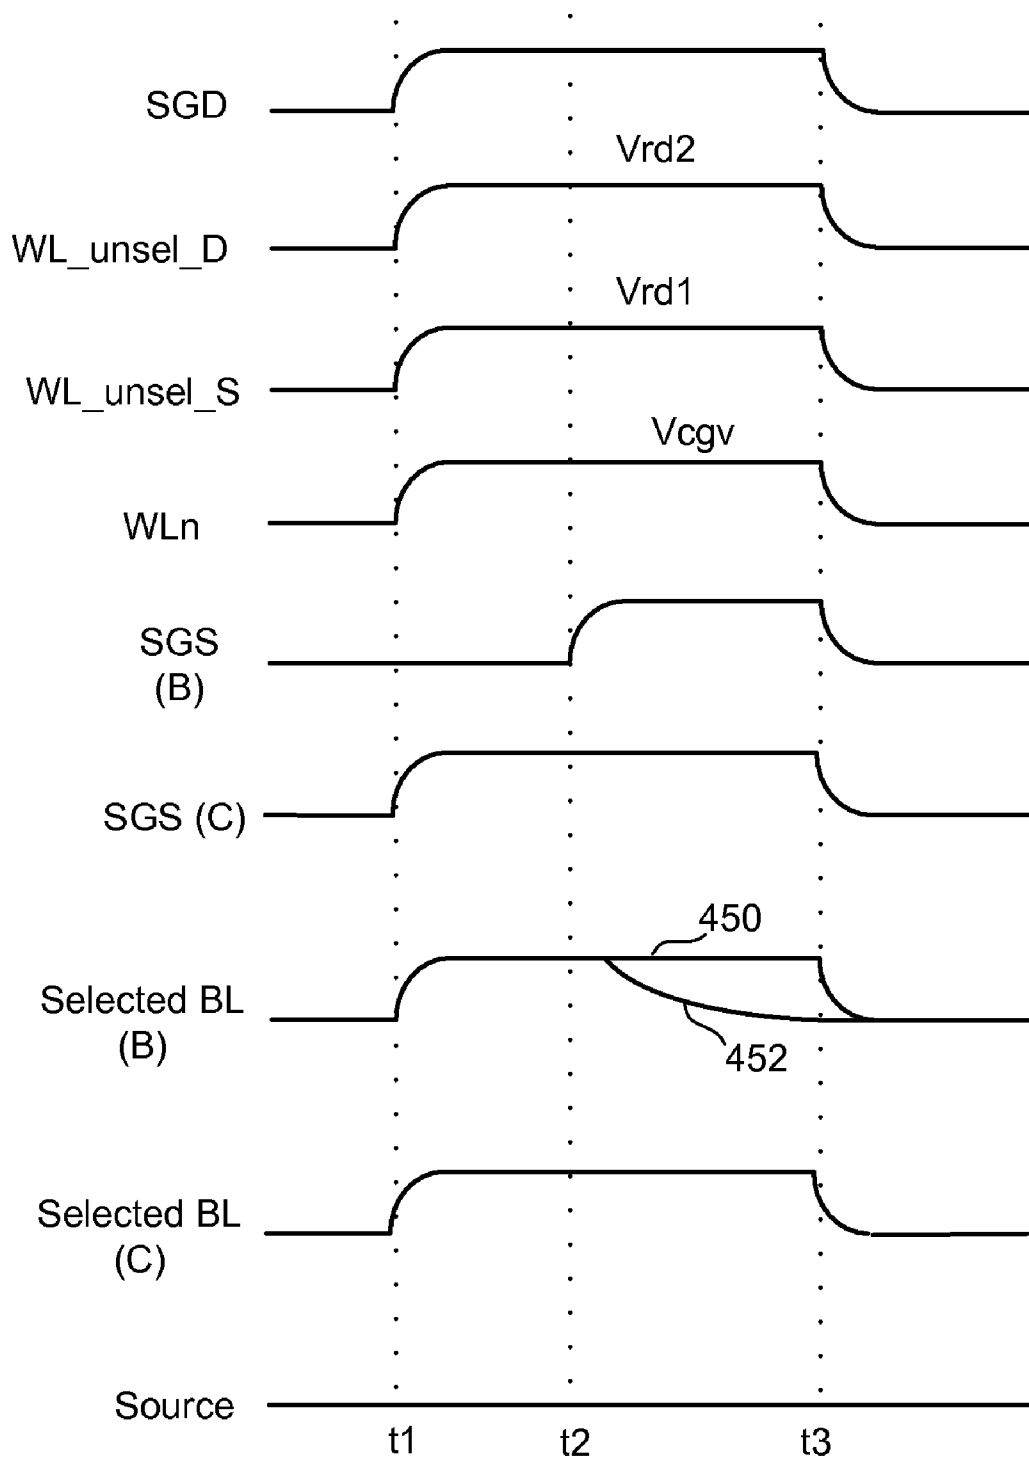 SGD
Vrd2
WL_unsel_D
Vrd1
WL_unsel_S
Vcgv
WLn
SGS
(B)
SGS (C)
450
Selected BL
(B)
452
Selected BL
(C)
Source
t1 t2 t3